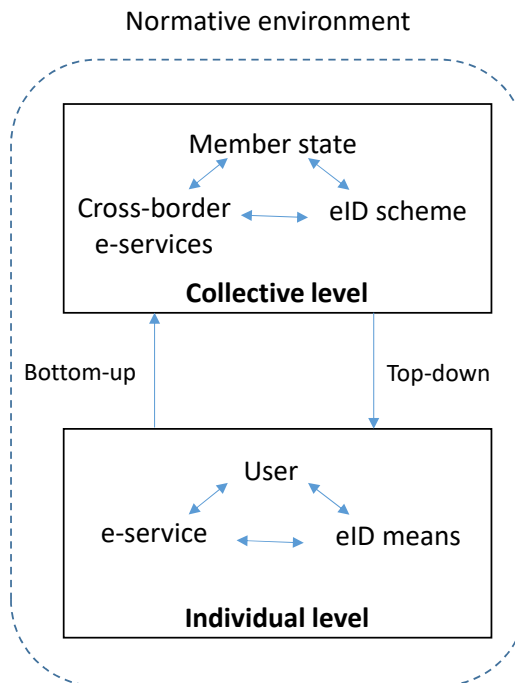 Normative environment
Member state
Cross-border
e-services
eID scheme
Collective level
Bottom-up
Top-down
User
e-service
eID means
Individual level